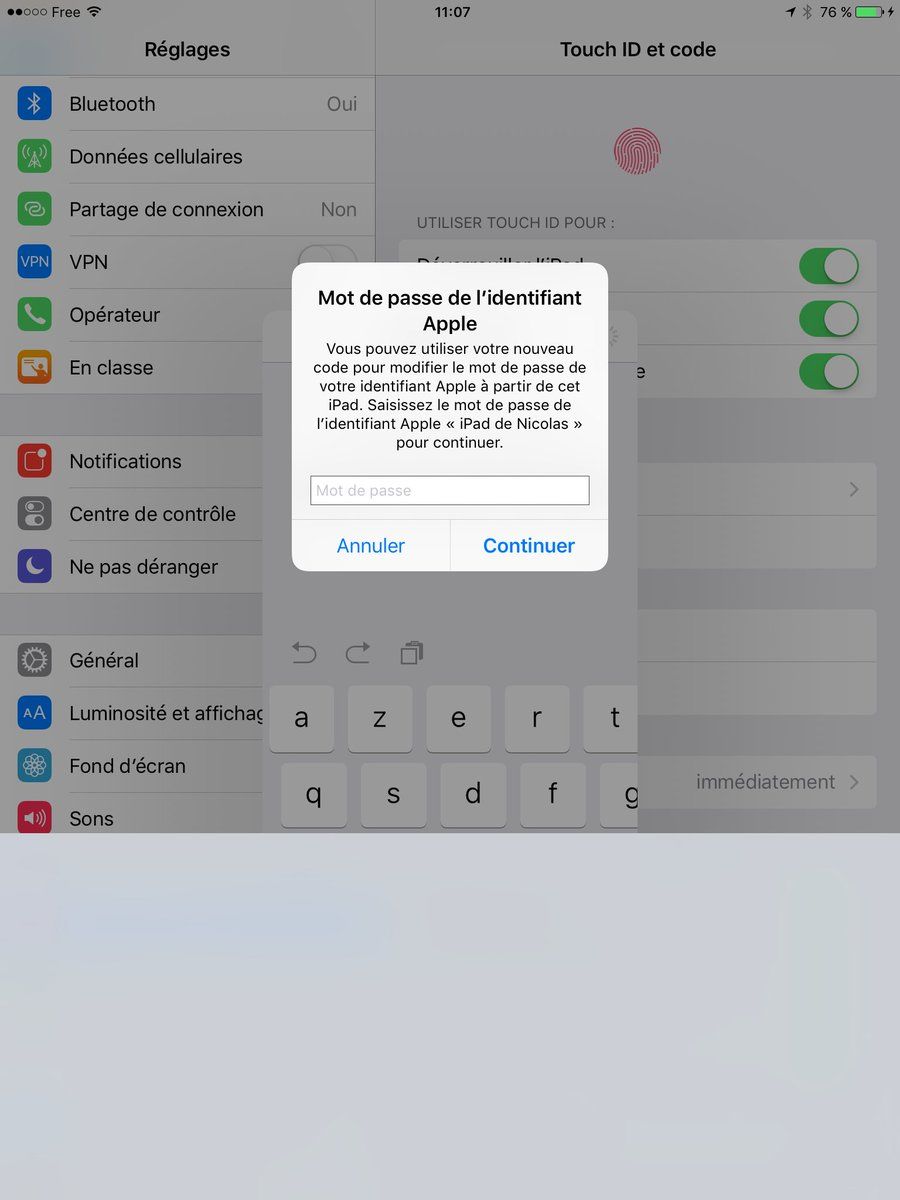 Free
11:07
76 %
Réglages
Touch ID et code
Bluetooth
Oui
Données cellulaires
Partage de connexion
Non
VPN
VPN
Opérateur
En classe
Notifications
Centre de contrôle
Ne pas déranger
Général
AA
Luminosité et affichag
Fond d’écran
Sons
UTILISER TOUCH ID POUR :
Déverrouiller l’iPad
e
immédiatement
Mot de passe de l’identifiant
Apple
Vous pouvez utiliser votre nouveau
code pour modifier le mot de passe de
votre identifiant Apple à partir de cet
iPad. Saisissez le mot de passe de
l’identifiant Apple « iPad de Nicolas »
pour continuer.
Mot de passe
Annuler
Continuer
a z e r t
q s d f g